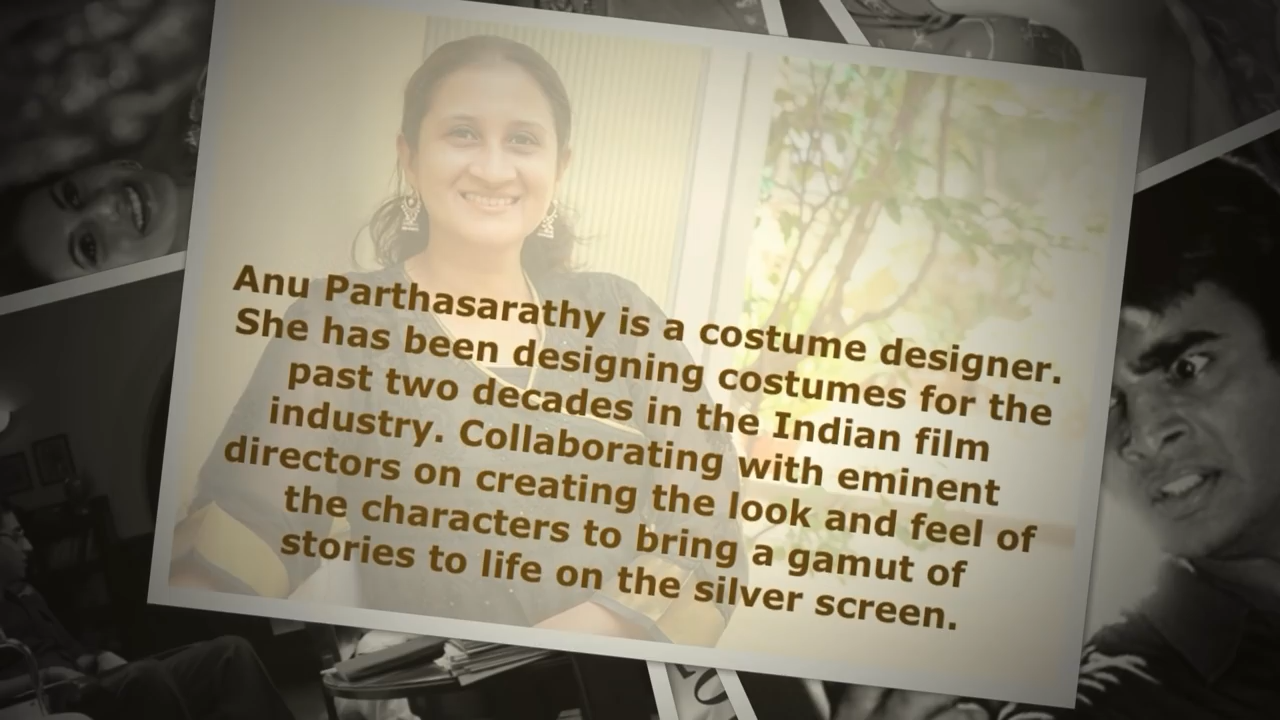 Anu Parthasarathy is a costume designer.
She has been designing costumes for the
past two decades in the Indian film
industry. Collaborating with eminent
directors on creating the look and feel of
the characters to bring a gamut of
stories to life on the silver screen.